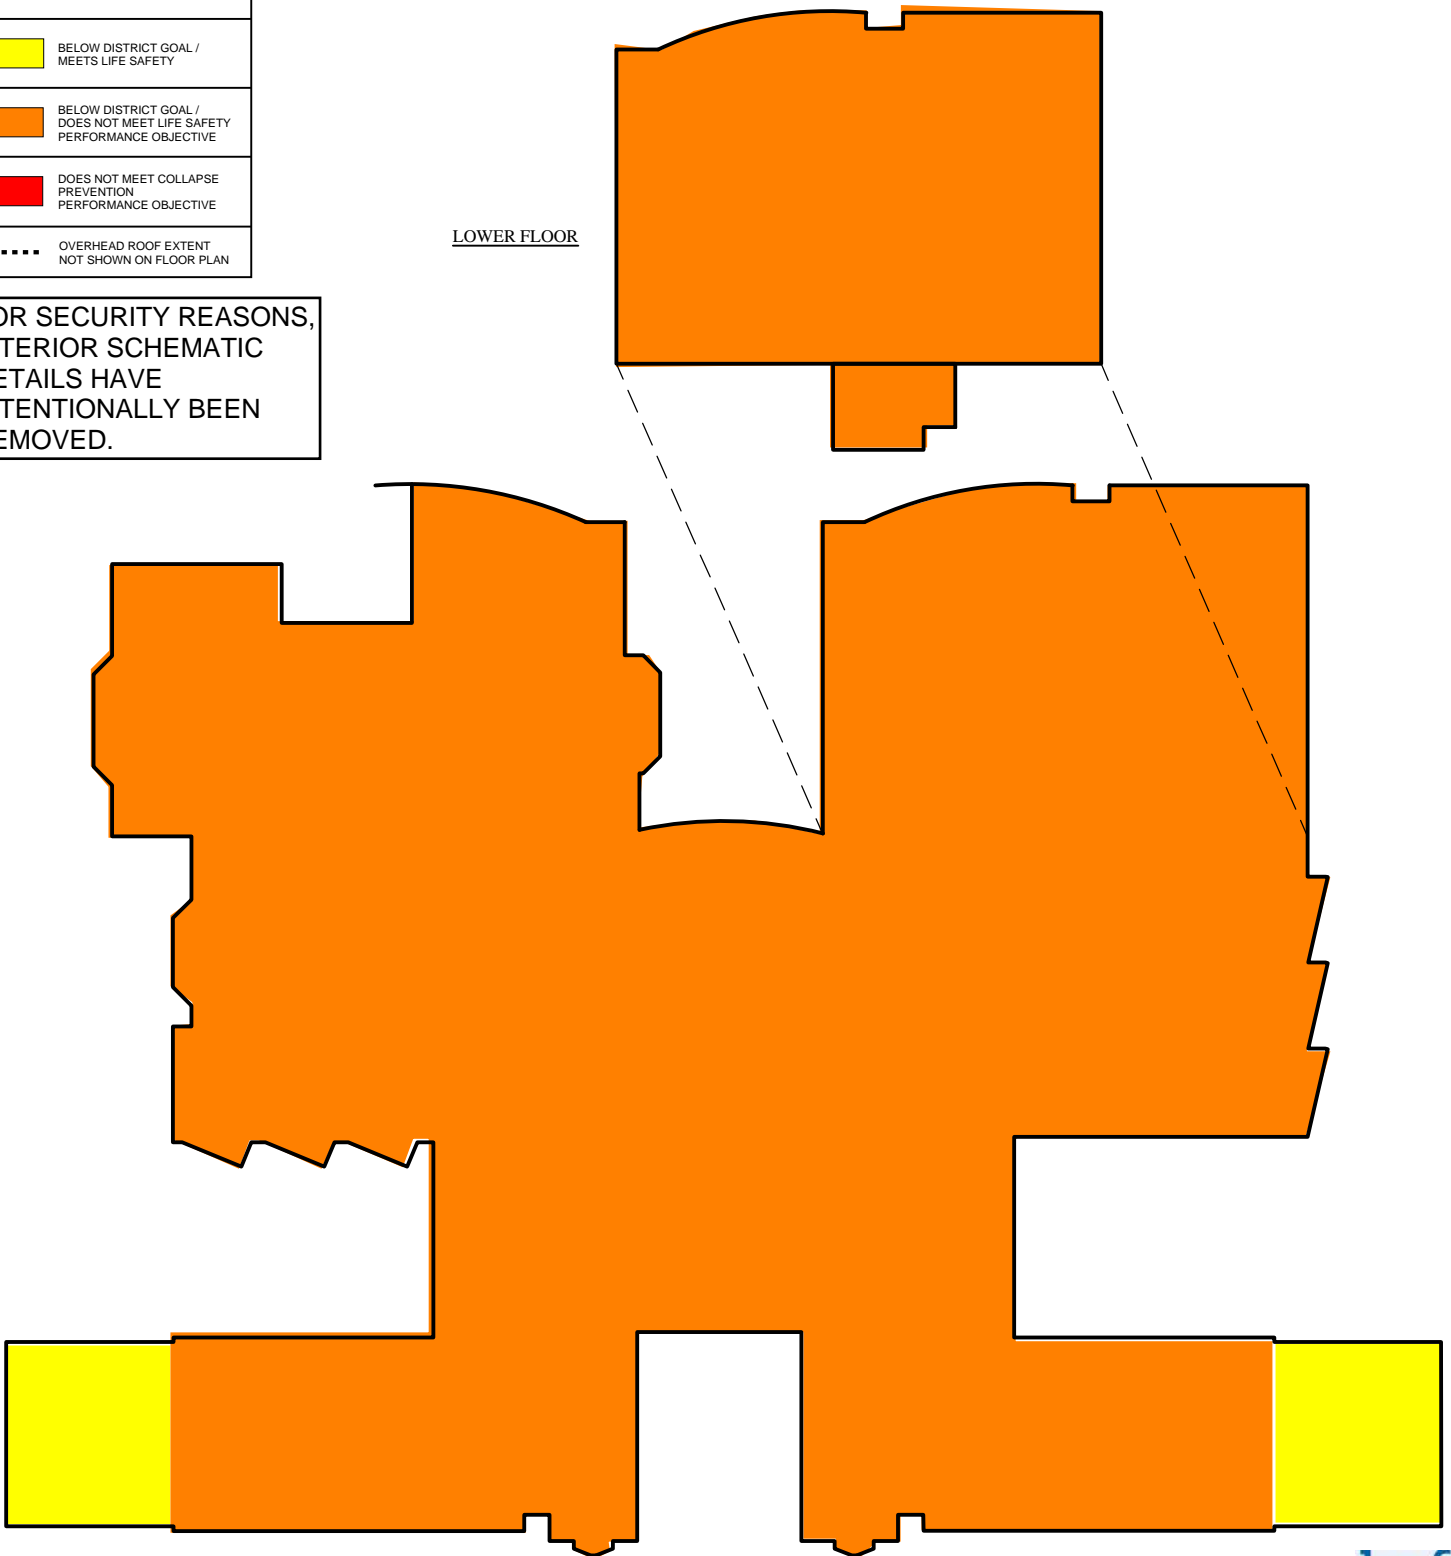 BELOW DISTRICT GOAL /
MEETS LIFE SAFETY
BELOW DISTRICT GOAL /
DOES NOT MEET LIFE SAFETY
PERFORMANCE OBJECTIVE
DOES NOT MEET COLLAPSE
PREVENTION
PERFORMANCE OBJECTIVE
OVERHEAD ROOF EXTENT
NOT SHOWN ON FLOOR PLAN
LOWER FLOOR
OR SECURITY REASONS,
TERIOR SCHEMATIC
ETAILS HAVE
TENTIONALLY BEEN
EMOVED.